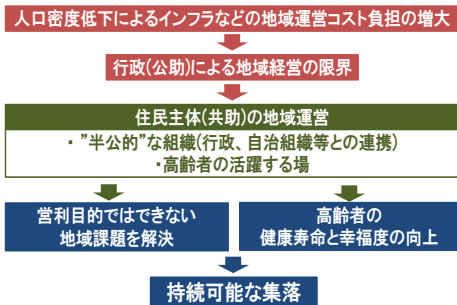 人口密度低下によるインフラなどの地域運営コスト負担の増大
行政(公助)による地域経営の限界
住民主体(共助)の地域運営
・”半公的”な組織(行政、自治組織等との連携)
・高齢者の活躍する場
営利目的ではできない
地域課題を解決
高齢者の
健康寿命と幸福度の向上
持続可能な集落